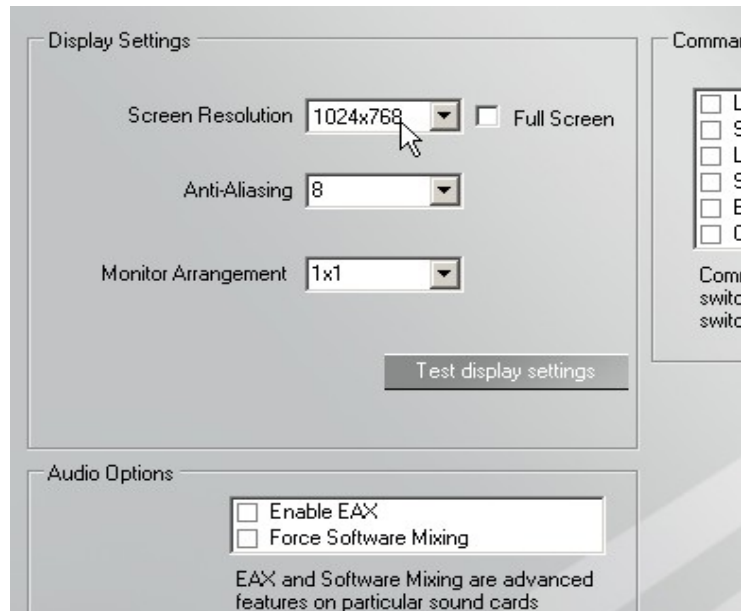 Display Settings
Screen Resolution 1024x768 Full Screen
Anti-Aliasing 8
Monitor Arrangement 1x1
Test display settings
Audio Options
Enable EAX
Force Software Mixing
EAX and Software Mixing are advanced
features on particular sound cards